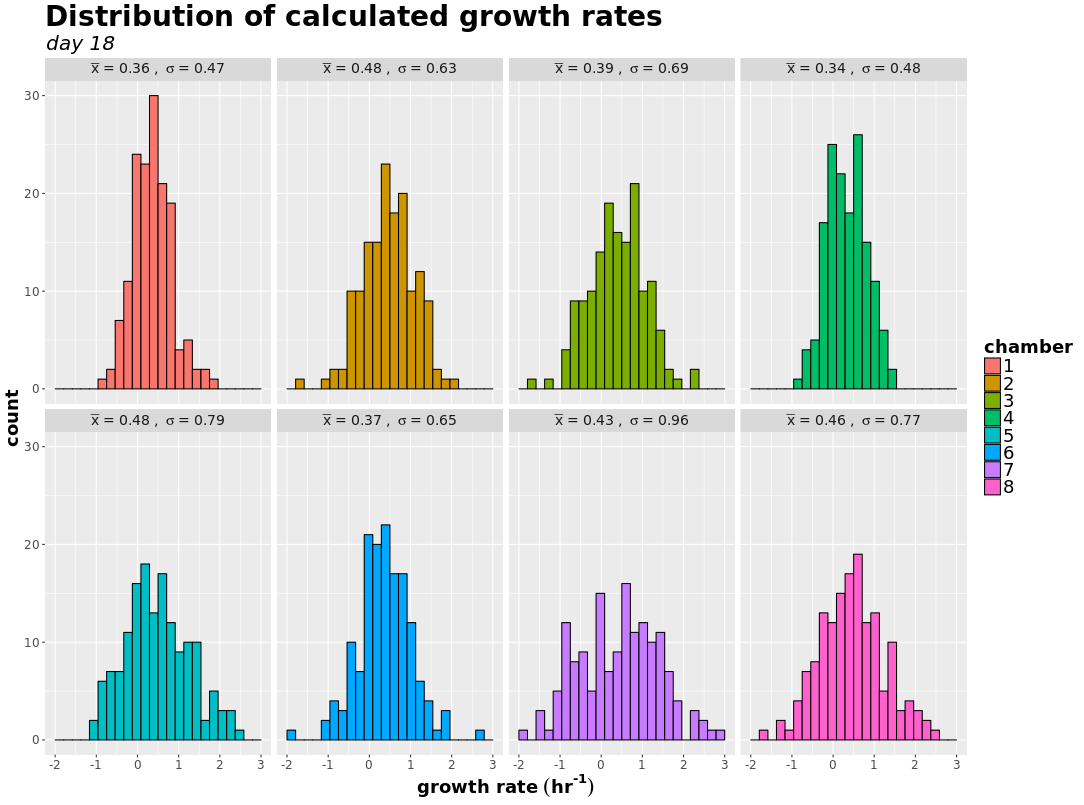 Distribution of calculated growth rates
day 18
x̅ = 0.36 , σ = 0.47
x̅ = 0.48 , σ = 0.63
x̅ = 0.39 , σ = 0.69
x̅ = 0.34 , σ = 0.48
30
20
10
0
x̅ = 0.48 , σ = 0.79
x̅ = 0.37 , σ = 0.65
x̅ = 0.43 , σ = 0.96
x̅ = 0.46 , σ = 0.77
30
20
10
0
-2 -1 0 1 2 3
-2 -1 0 1 2 3
-2 -1 0 1 2 3
-2 -1 0 1 2 3
count
growth rate (hr⁻¹)
chamber
1
2
3
4
5
6
7
8